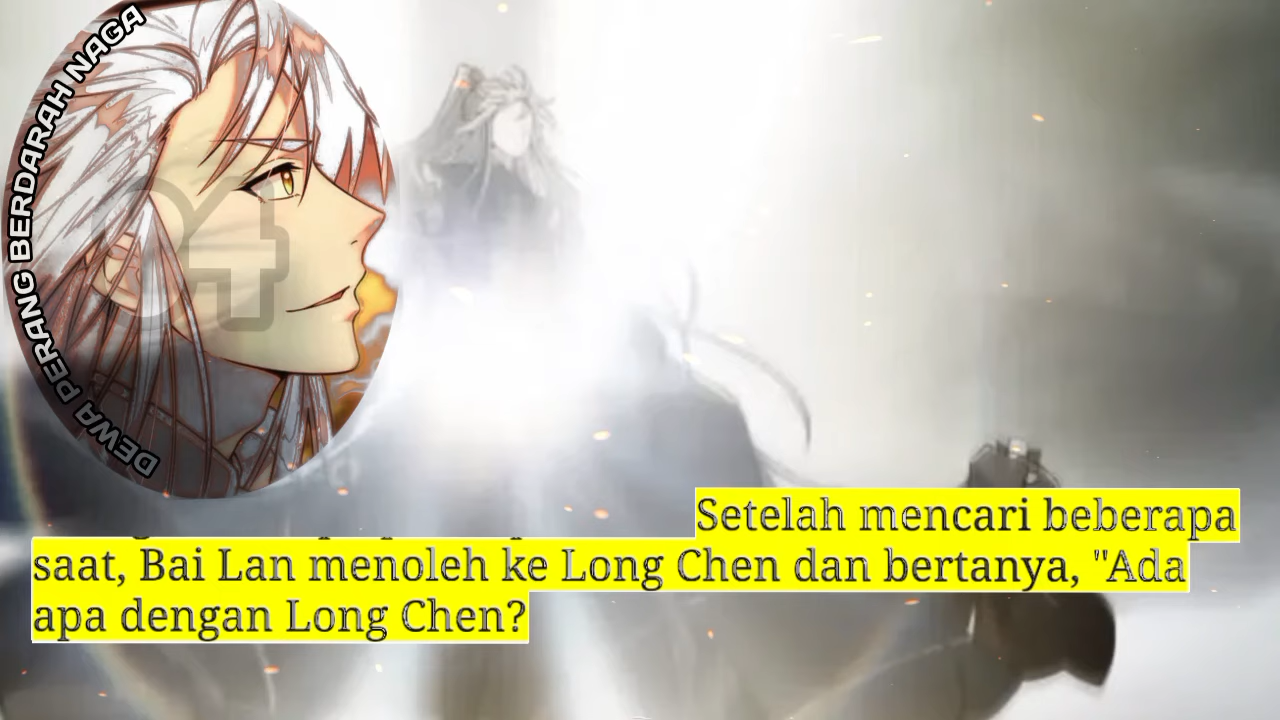 DEWA PERANG BERDARAH NAGA
Setelah mencari beberapa
saat, Bai Lan menoleh ke Long Chen dan bertanya, "Ada
apa dengan Long Chen?